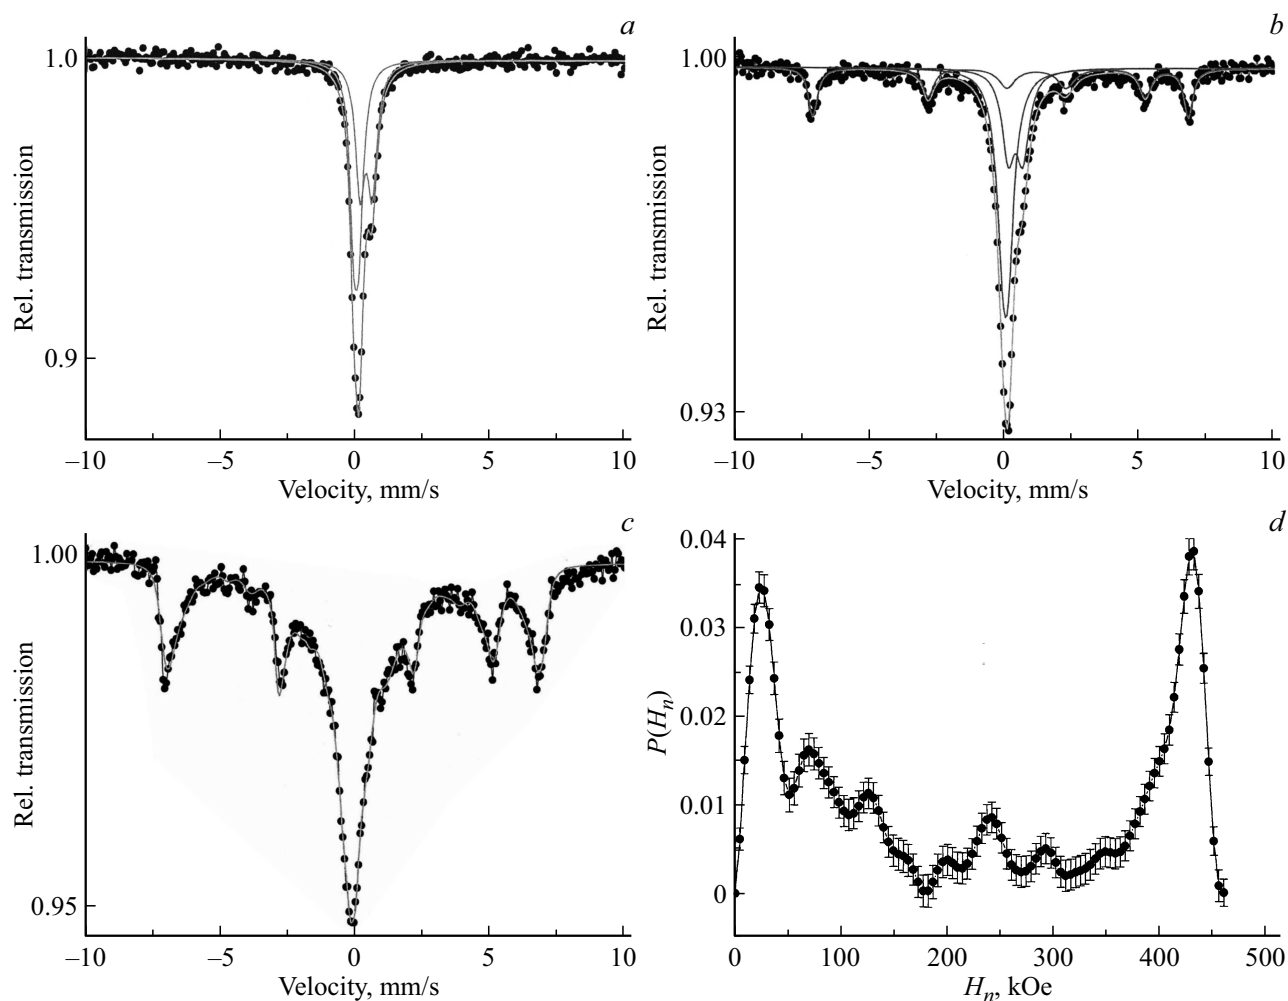 a
1.0
0.9
Rel. transmission
–10
–5
0
5
10
Velocity, mm/s
b
1.00
0.93
Rel. transmission
–10
–5
0
5
10
Velocity, mm/s
c
1.00
0.95
Rel. transmission
–10
–5
0
5
10
Velocity, mm/s
d
0.04
0.03
0.02
0.01
0
P(Hn)
0
100
200
300
400
500
Hn, kOe